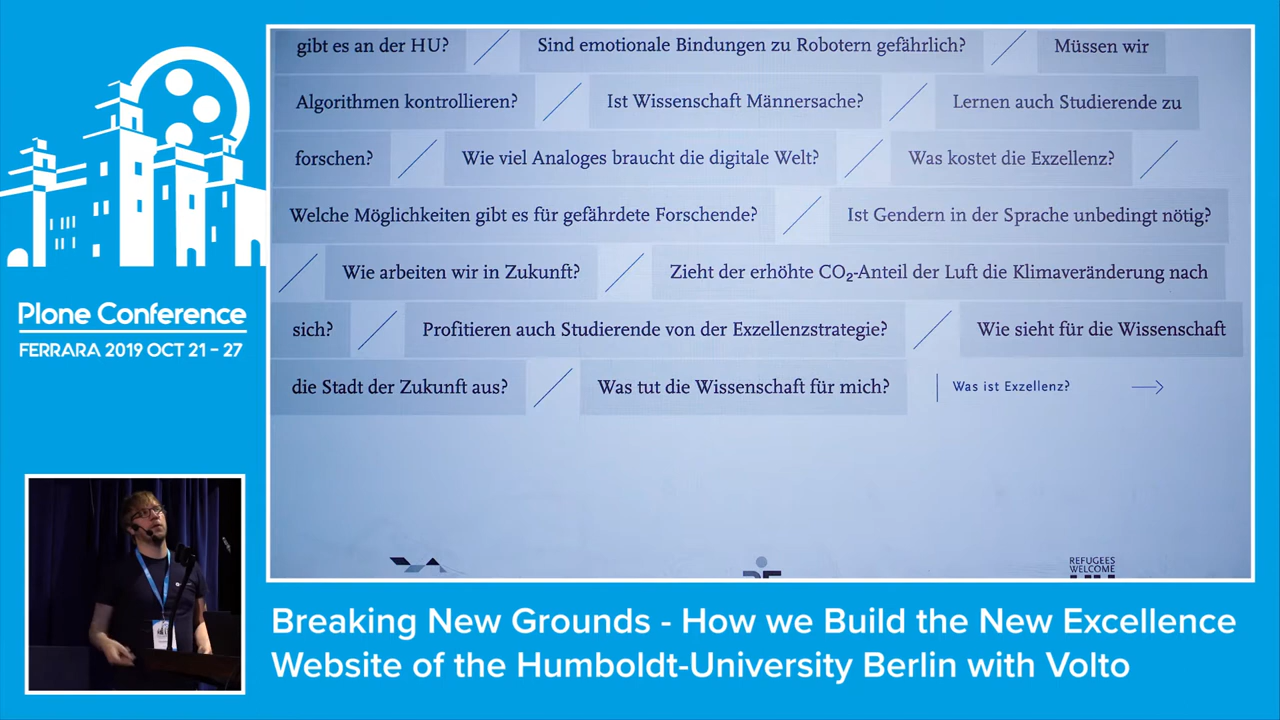 gibt es an der HU? / Sind emotionale Bindungen zu Robotern gefährlich? / Müssen wir
Algorithmen kontrollieren? / Ist Wissenschaft Männersache? / Lernen auch Studierende zu
forschen? / Wie viel Analoges braucht die digitale Welt? / Was kostet die Exzellenz? /
Welche Möglichkeiten gibt es für gefährdete Forschende? / Ist Gendern in der Sprache unbedingt nötig?
/ Wie arbeiten wir in Zukunft? / Zieht der erhöhte CO₂-Anteil der Luft die Klimaveränderung nach
sich? / Profitieren auch Studierende von der Exzellenzstrategie? / Wie sieht für die Wissenschaft
die Stadt der Zukunft aus? / Was tut die Wissenschaft für mich? | Was ist Exzellenz? →
REFUGEES
WELCOME
Plone Conference
FERRARA 2019 OCT 21 – 27
Breaking New Grounds - How we Build the New Excellence
Website of the Humboldt-University Berlin with Volto